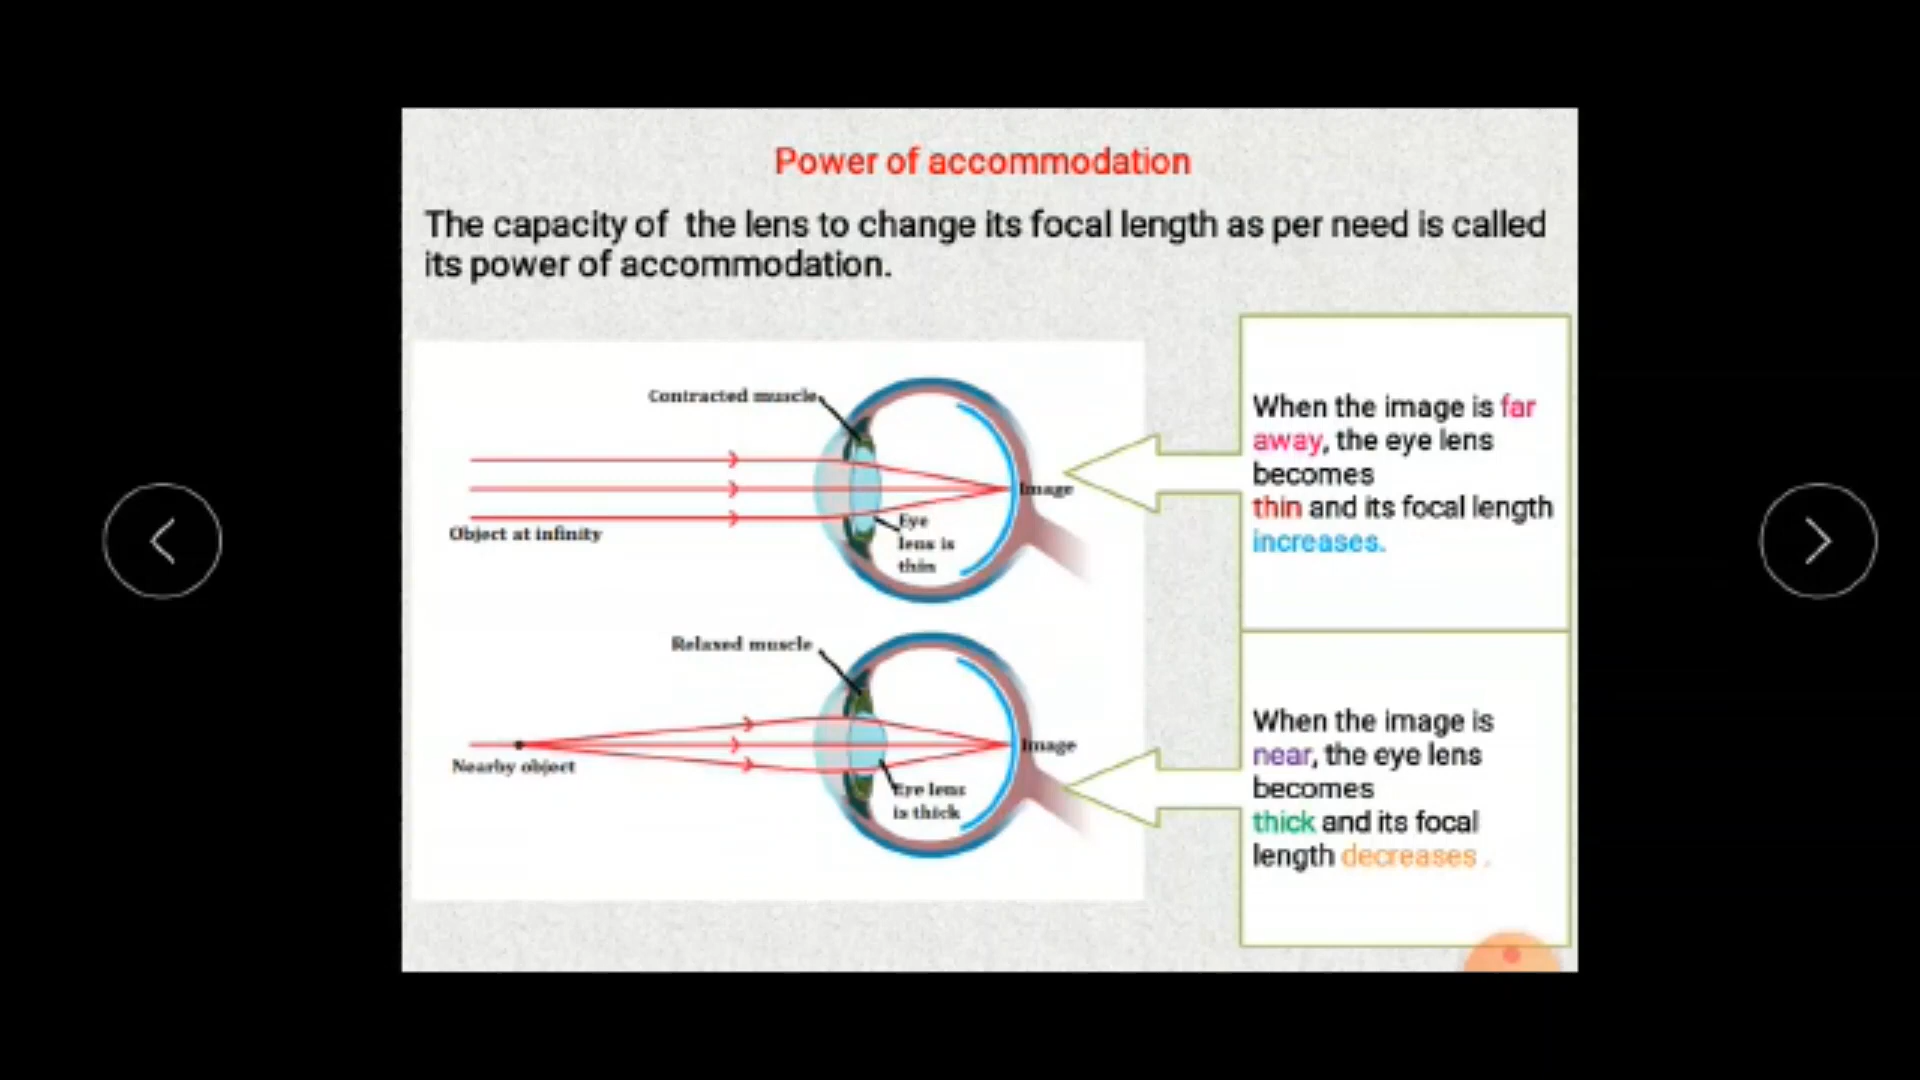 Power of accommodation
The capacity of the lens to change its focal length as per need is called
its power of accommodation.
Contracted muscle
Object at infinity
Image
Eye
lens is
thin
When the image is far
away, the eye lens
becomes
thin and its focal length
increases.
Relaxed muscle
Nearby object
Image
Eye lens
is thick
When the image is
near, the eye lens
becomes
thick and its focal
length decreases .